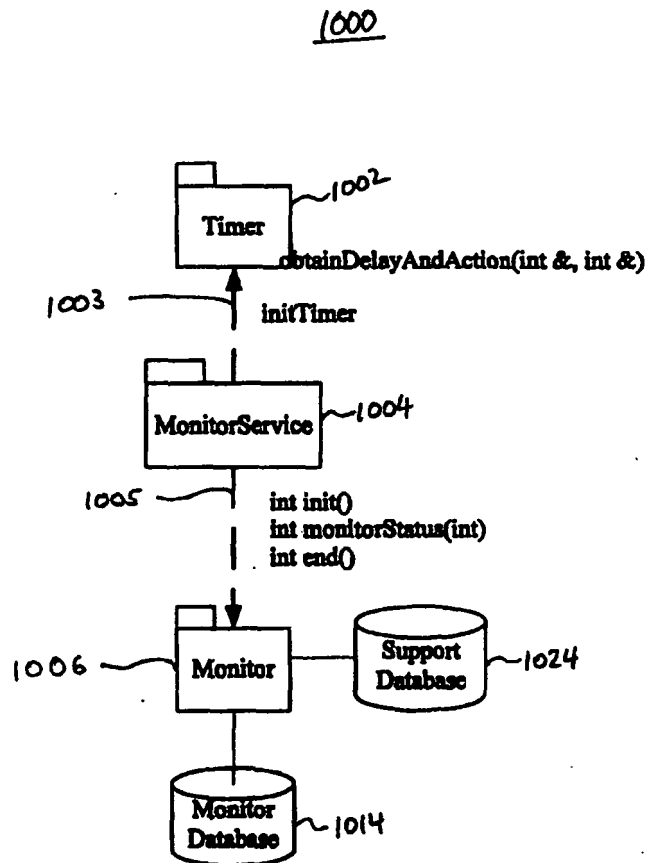 1000
1002
Timer
obtainDelayAndAction(int &, int &)
1003
initTimer
MonitorService
1004
1005
int init()
int monitorStatus(int)
int end()
1006
Monitor
Support
Database
1024
Monitor
Database
1014